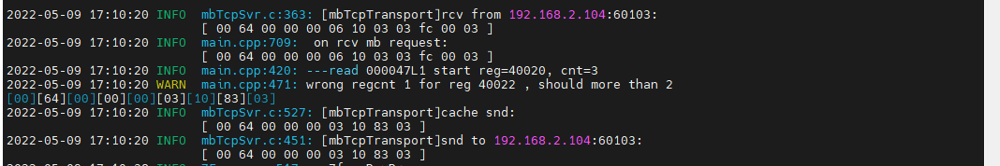 2022-05-09 17:10:20 INFO  mbTcpSvr.c:363: [mbTcpTransport]rcv from 192.168.2.104:60103:
[ 00 64 00 00 00 06 10 03 03 fc 00 03 ]
2022-05-09 17:10:20 INFO  main.cpp:709:  on rcv mb request:
[ 00 64 00 00 00 06 10 03 03 fc 00 03 ]
2022-05-09 17:10:20 INFO  main.cpp:420: ---read 000047L1 start reg=40020, cnt=3
2022-05-09 17:10:20 WARN  main.cpp:471: wrong regcnt 1 for reg 40022 , should more than 2
[00][64][00][00][00][03][10][83][03]
2022-05-09 17:10:20 INFO  mbTcpSvr.c:527: [mbTcpTransport]cache snd:
[ 00 64 00 00 00 03 10 83 03 ]
2022-05-09 17:10:20 INFO  mbTcpSvr.c:451: [mbTcpTransport]snd to 192.168.2.104:60103:
[ 00 64 00 00 00 03 10 83 03 ]